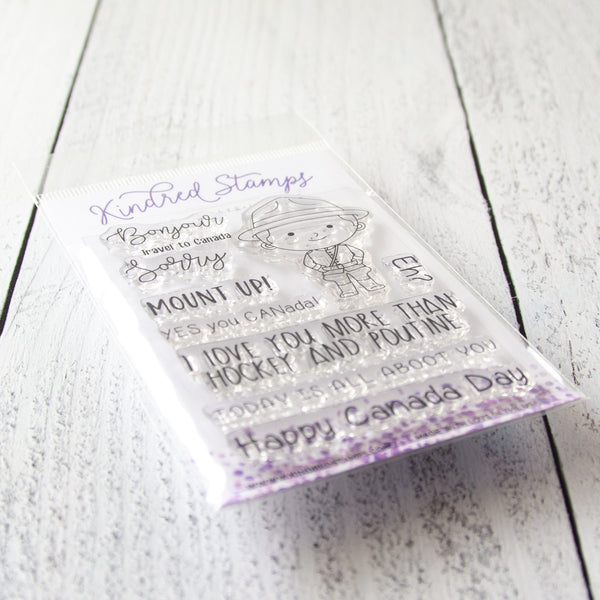 Kindred Stamps
Bonjour
Travel to Canada
Sorry
Eh?
MOUNT UP!
YES you CANada!
I LOVE YOU MORE THAN
HOCKEY AND POUTINE
TODAY IS ALL ABOOT YOU
Happy Canada Day